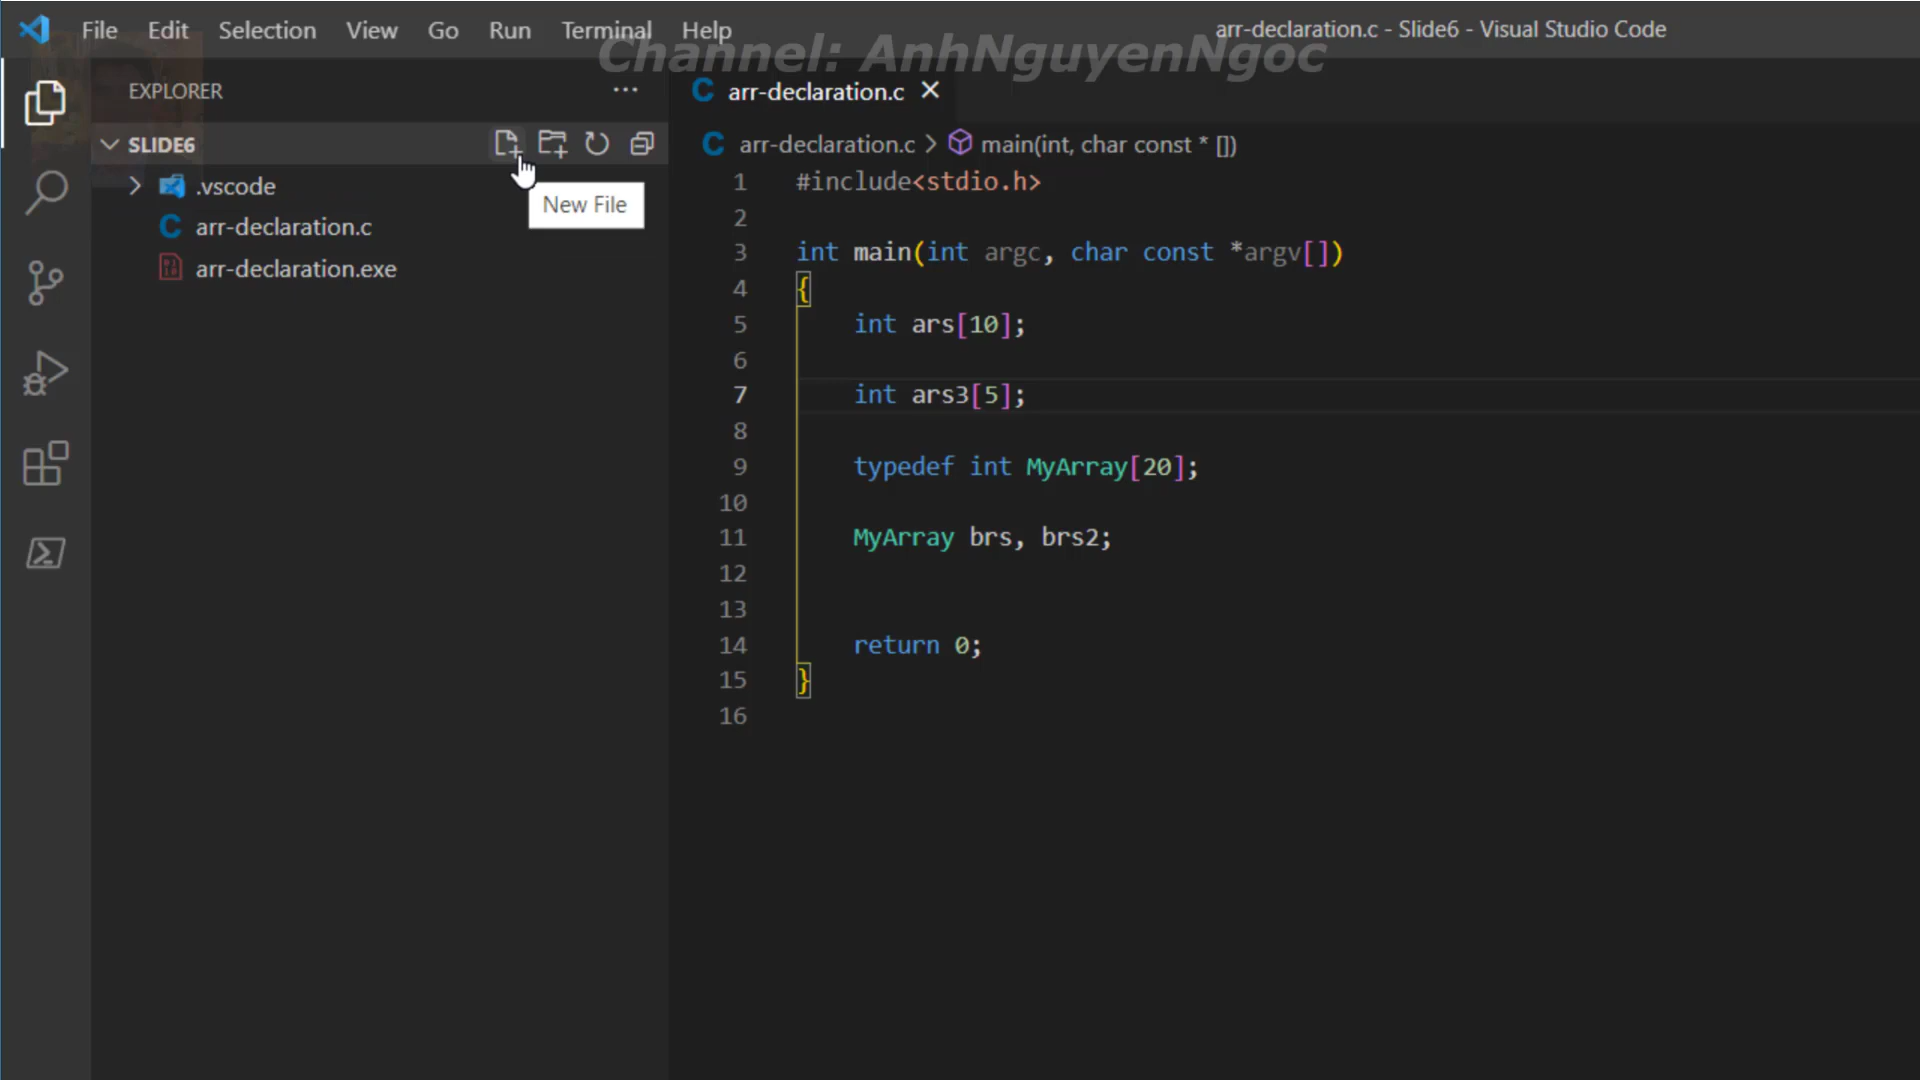 File Edit Selection View Go Run Terminal Help
arr-declaration.c - Slide6 - Visual Studio Code
Channel: AnhNguyenNgoc
EXPLORER
SLIDE6
New File
.vscode
arr-declaration.c
arr-declaration.exe
C arr-declaration.c
C arr-declaration.c > main(int, char const * [])
1 #include<stdio.h>
2
3 int main(int argc, char const *argv[])
4 {
5 int ars[10];
6
7 int ars3[5];
8
9 typedef int MyArray[20];
10
11 MyArray brs, brs2;
12
13
14 return 0;
15 }
16